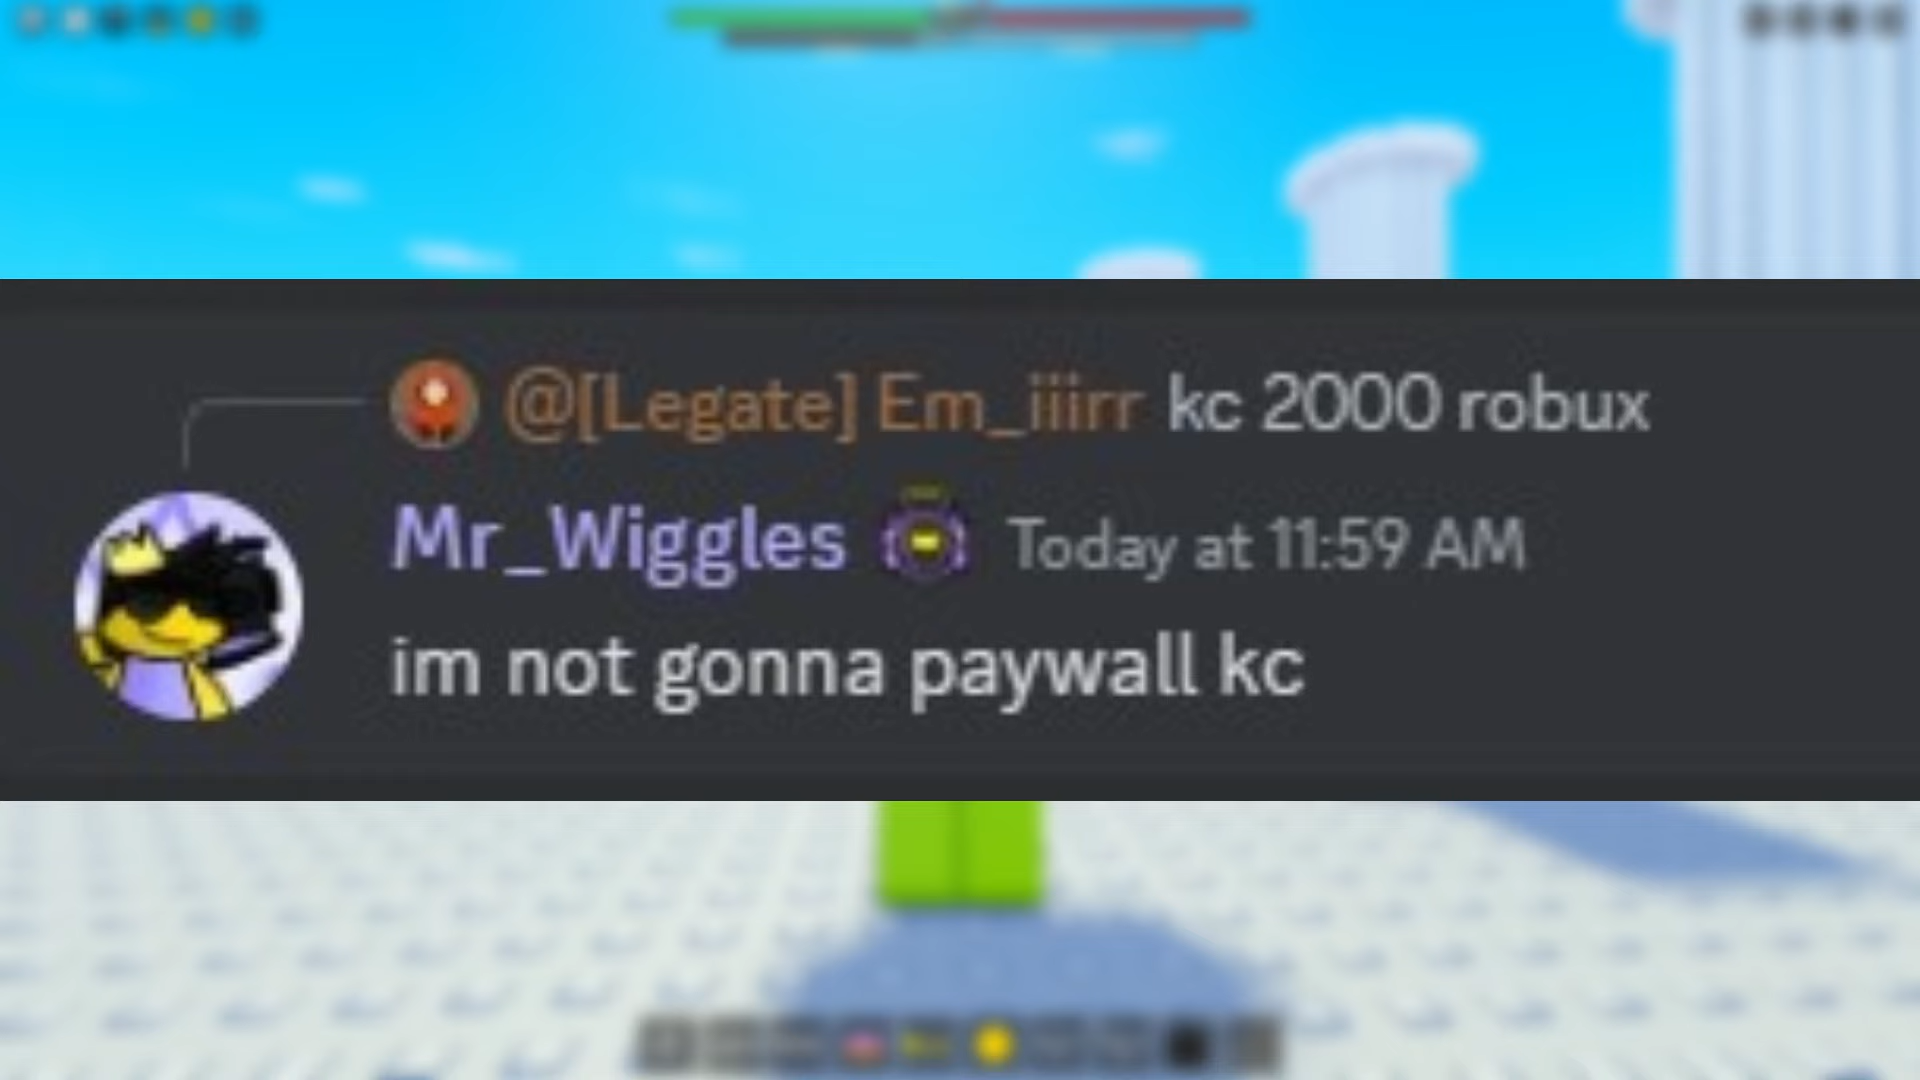 @[Legate] Em_iiirr kc 2000 robux
Mr_Wiggles Today at 11:59 AM
im not gonna paywall kc